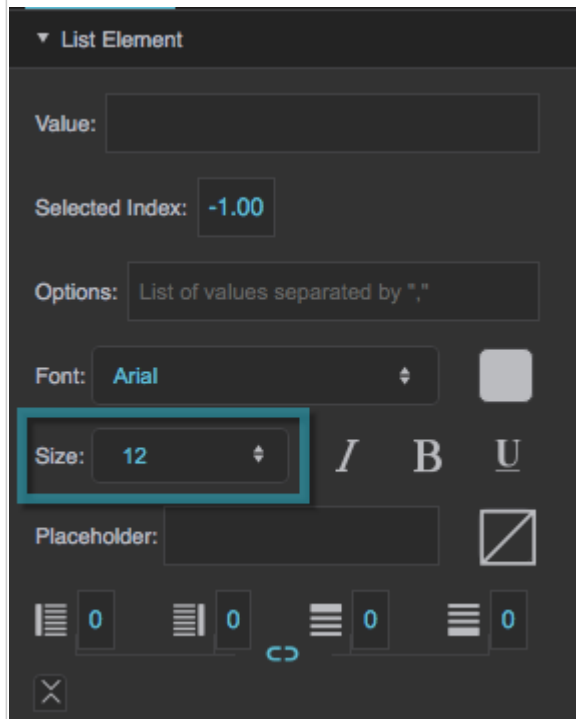 List Element
Value:
Selected Index: -1.00
Options: List of values separated by ","
Font: Arial
Size: 12 I B U
Placeholder:
0 0 0 0